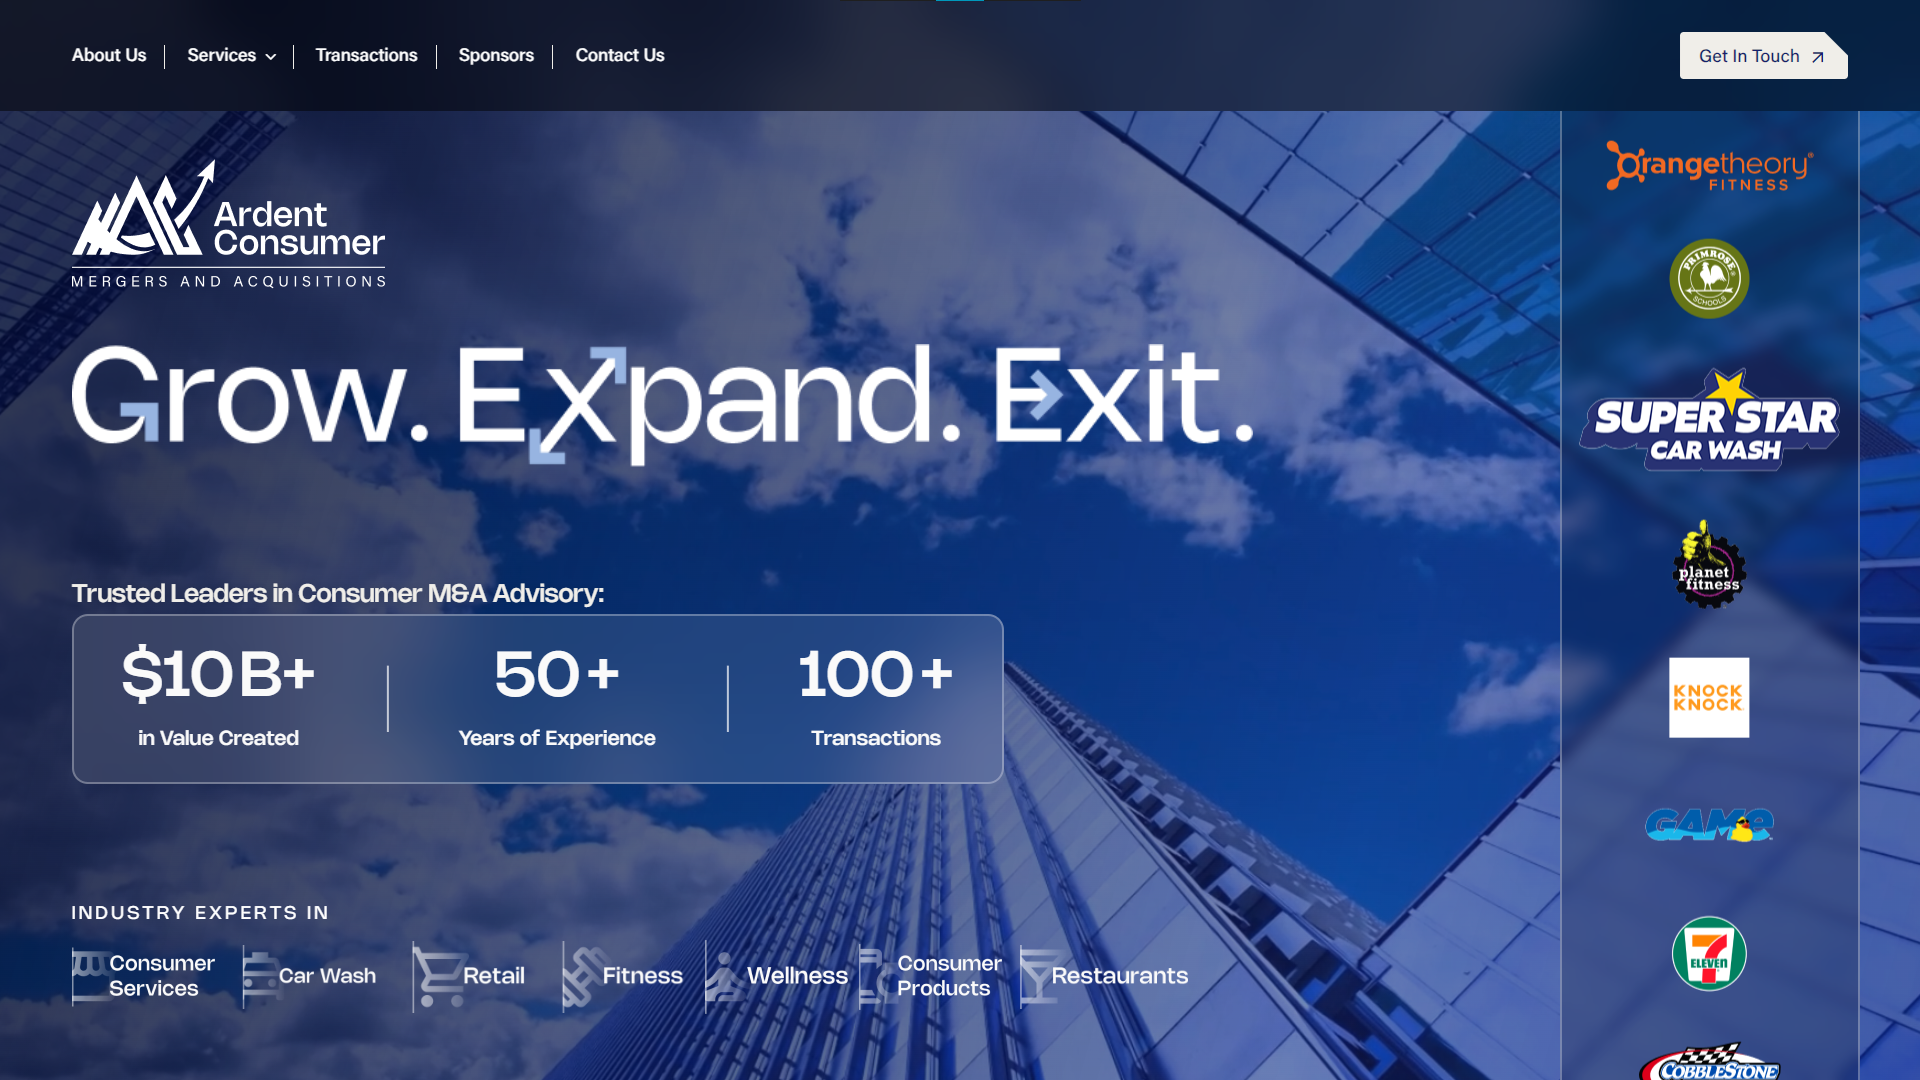 About Us
Services
Transactions
Sponsors
Contact Us
Get In Touch
Ardent
Consumer
MERGERS AND ACQUISITIONS
Grow. Expand. Exit.
Trusted Leaders in Consumer M&A Advisory:
$10B+
in Value Created
50+
Years of Experience
100+
Transactions
INDUSTRY EXPERTS IN
Consumer
Services
Car Wash
Retail
Fitness
Wellness
Consumer
Products
Restaurants
Orangetheory®
FITNESS
PRIMROSE
SCHOOLS
SUPER STAR
CAR WASH
planet
fitness
KNOCK
KNOCK
GAME
7
ELEVEN
COBBLESTONE